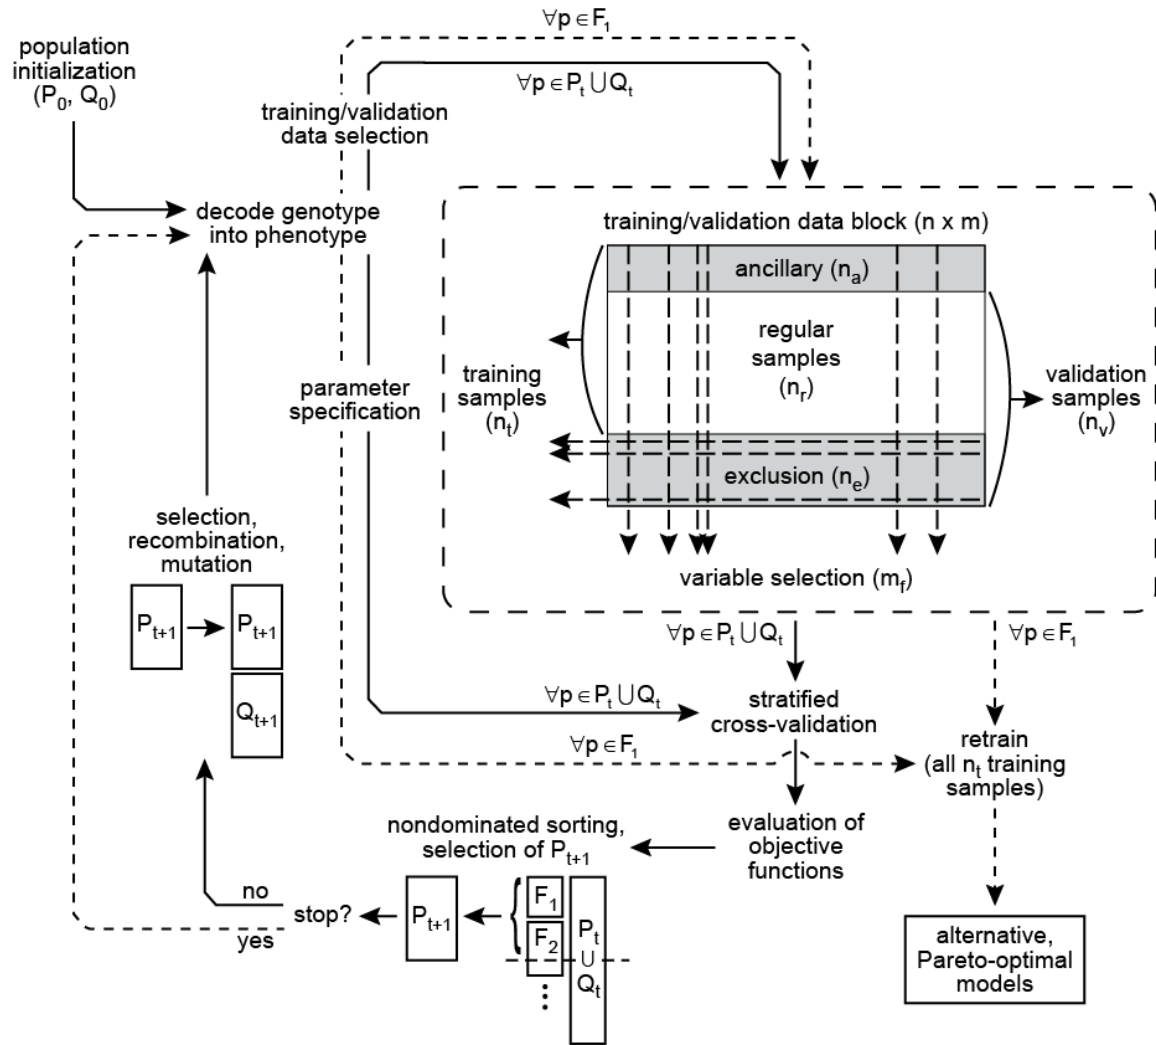 population
initialization
(P0, Q0)
∀p ∈ F1
∀p ∈ Pt ∪ Qt
training/validation
data selection
decode genotype
into phenotype
training/validation data block (n x m)
ancillary (na)
regular
samples
(nr)
training
samples
(nt)
validation
samples
(nv)
exclusion (ne)
variable selection (mf)
parameter
specification
selection,
recombination,
mutation
Pt+1
Pt+1
Qt+1
∀p ∈ Pt ∪ Qt
∀p ∈ F1
∀p ∈ Pt ∪ Qt
stratified
cross-validation
∀p ∈ F1
retrain
(all nt training
samples)
evaluation of
objective
functions
nondominated sorting,
selection of Pt+1
no
stop?
yes
Pt+1
F1
F2
Pt
∪
Qt
alternative,
Pareto-optimal
models